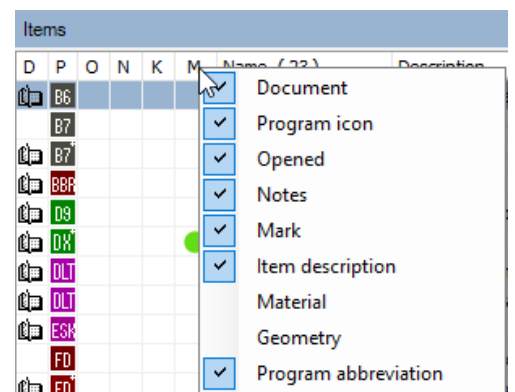 Items
D P O N K M Name ( 23 ) Description
B6 Document
B7 Program icon
B7+ Opened
BBR Notes
D9 Mark
DX+ Item description
DLT Material
DLT Geometry
ESK Program abbreviation
FD
FD+